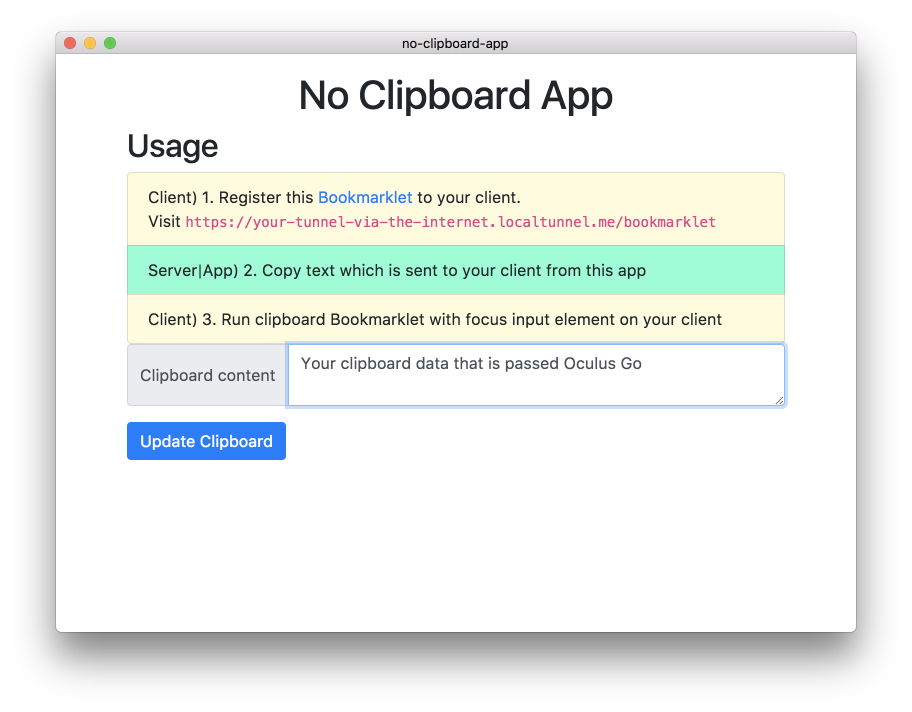 no-clipboard-app
No Clipboard App
Usage
Client) 1. Register this Bookmarklet to your client.
Visit https://your-tunnel-via-the-internet.localtunnel.me/bookmarklet
Server|App) 2. Copy text which is sent to your client from this app
Client) 3. Run clipboard Bookmarklet with focus input element on your client
Clipboard content
Your clipboard data that is passed Oculus Go
Update Clipboard